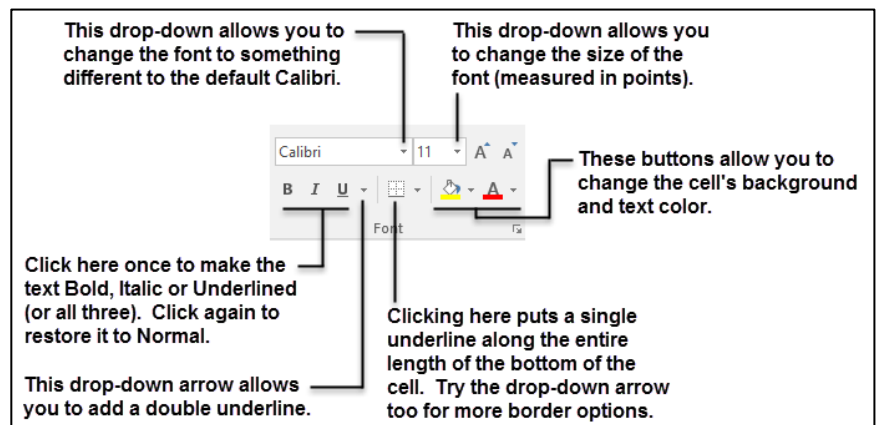 This drop-down allows you to
change the font to something
different to the default Calibri.
This drop-down allows you
to change the size of the
font (measured in points).
Calibri 11 A A
B I U A
Font
These buttons allow you to
change the cell's background
and text color.
Click here once to make the
text Bold, Italic or Underlined
(or all three). Click again to
restore it to Normal.
This drop-down arrow allows
you to add a double underline.
Clicking here puts a single
underline along the entire
length of the bottom of the
cell. Try the drop-down arrow
too for more border options.